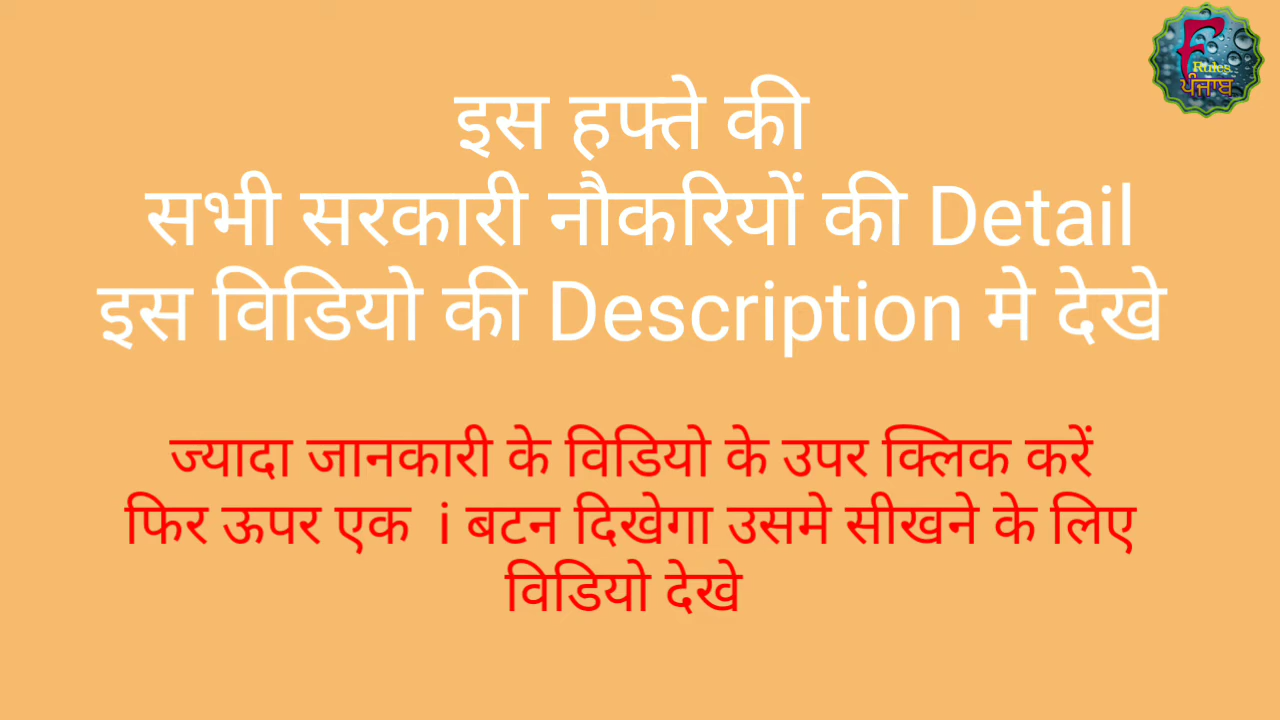 F
Rules
ਪੰਜਾਬ
इस हफ्ते की
सभी सरकारी नौकरियों की Detail
इस विडियो की Description मे देखे
ज्यादा जानकारी के विडियो के उपर क्लिक करें
फिर ऊपर एक i बटन दिखेगा उसमे सीखने के लिए
विडियो देखे